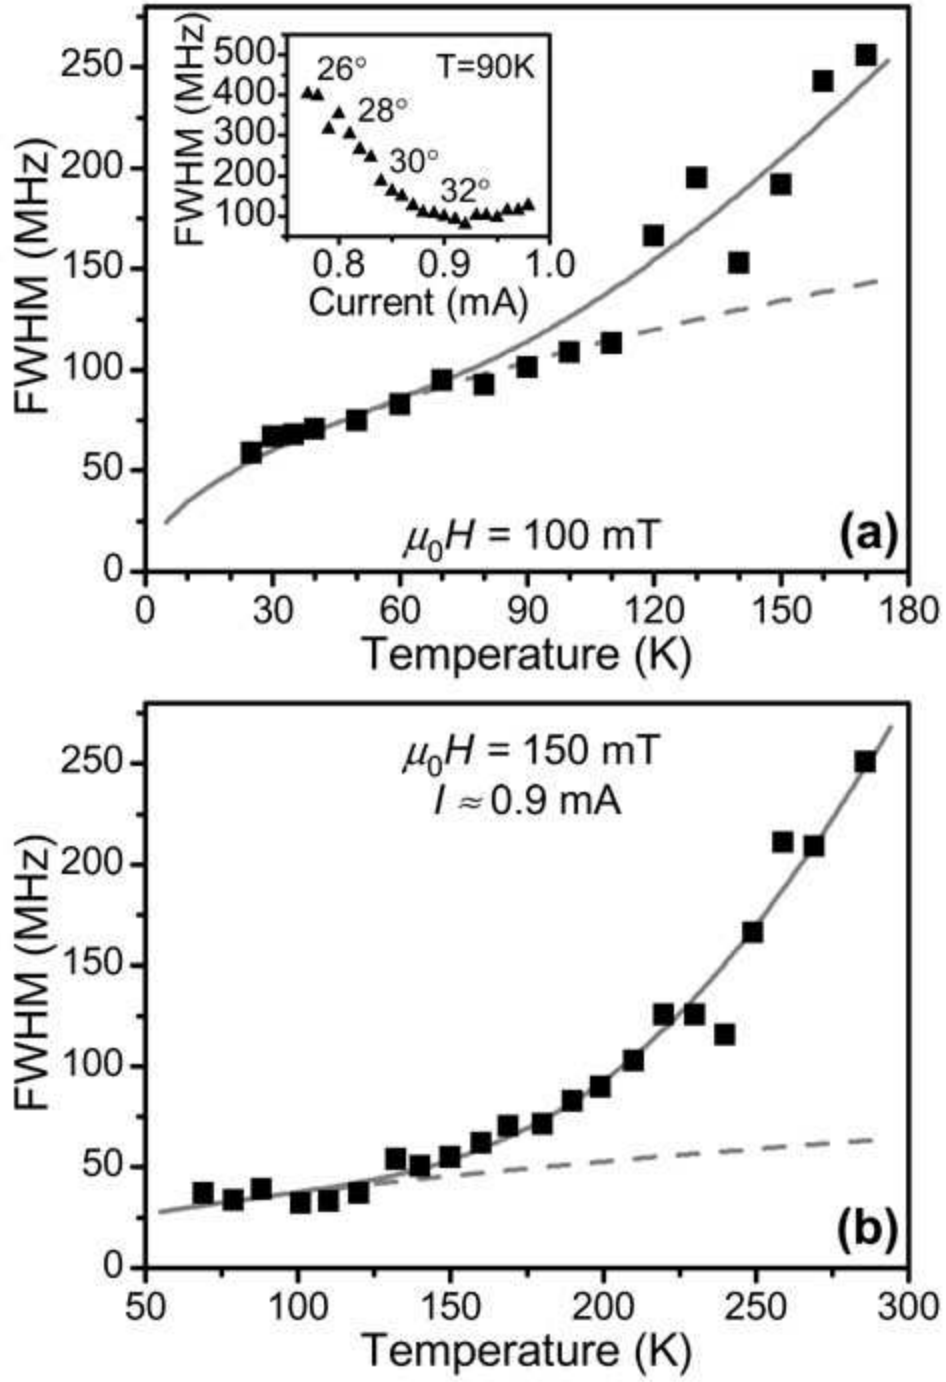 FWHM (MHz)
250
200
150
100
50
0
FWHM (MHz)
500
400
300
200
100
26°
28°
30°
32°
T=90K
0.8 0.9 1.0
Current (mA)
μ0H = 100 mT
(a)
0 30 60 90 120 150 180
Temperature (K)
FWHM (MHz)
250
200
150
100
50
0
μ0H = 150 mT
I ≈ 0.9 mA
(b)
50 100 150 200 250 300
Temperature (K)